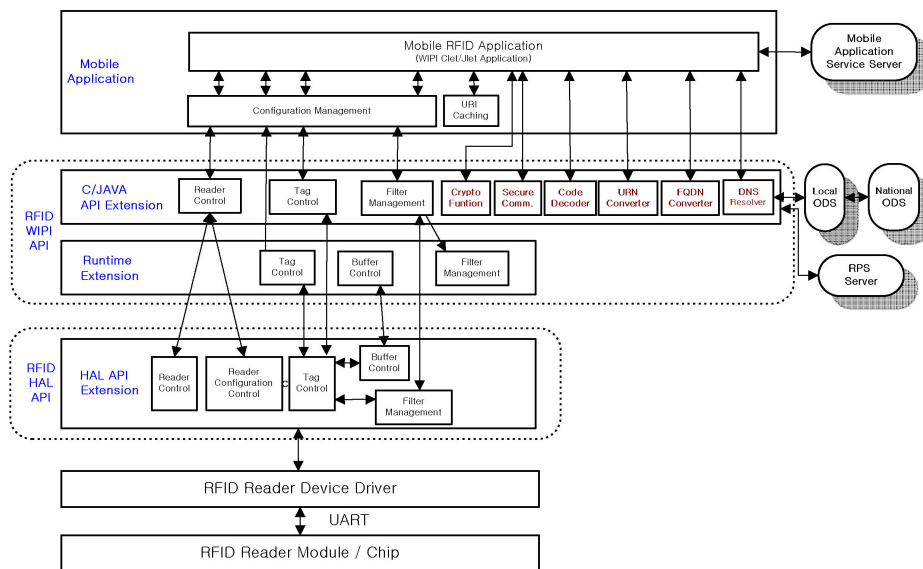 Mobile RFID Application
(WIPI Clet/Jlet Application)
Mobile
Application
Configuration Management
URI
Caching
Mobile
Application
Service Server
RFID
WIPI
API
C/JAVA
API Extension
Reader
Control
Tag
Control
Filter
Management
Crypto
Funtion
Secure
Comm.
Code
Decoder
URN
Converter
FQDN
Converter
DNS
Resolver
Local
ODS
National
ODS
Runtime
Extension
Tag
Control
Buffer
Control
Filter
Management
RPS
Server
RFID
HAL
API
HAL API
Extension
Reader
Control
Reader
Configuration
Control
C
Tag
Control
Buffer
Control
Filter
Management
RFID Reader Device Driver
UART
RFID Reader Module / Chip